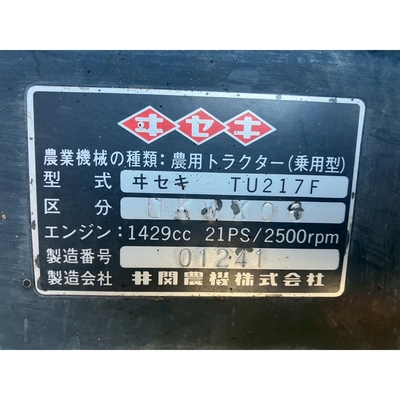 ヰセキ
農業機械の種類:農用トラクター(乗用型)
型式 ヰセキ TU217F
区分
エンジン:1429cc 21PS/2500rpm
製造番号 01241
製造会社 井関農機株式会社